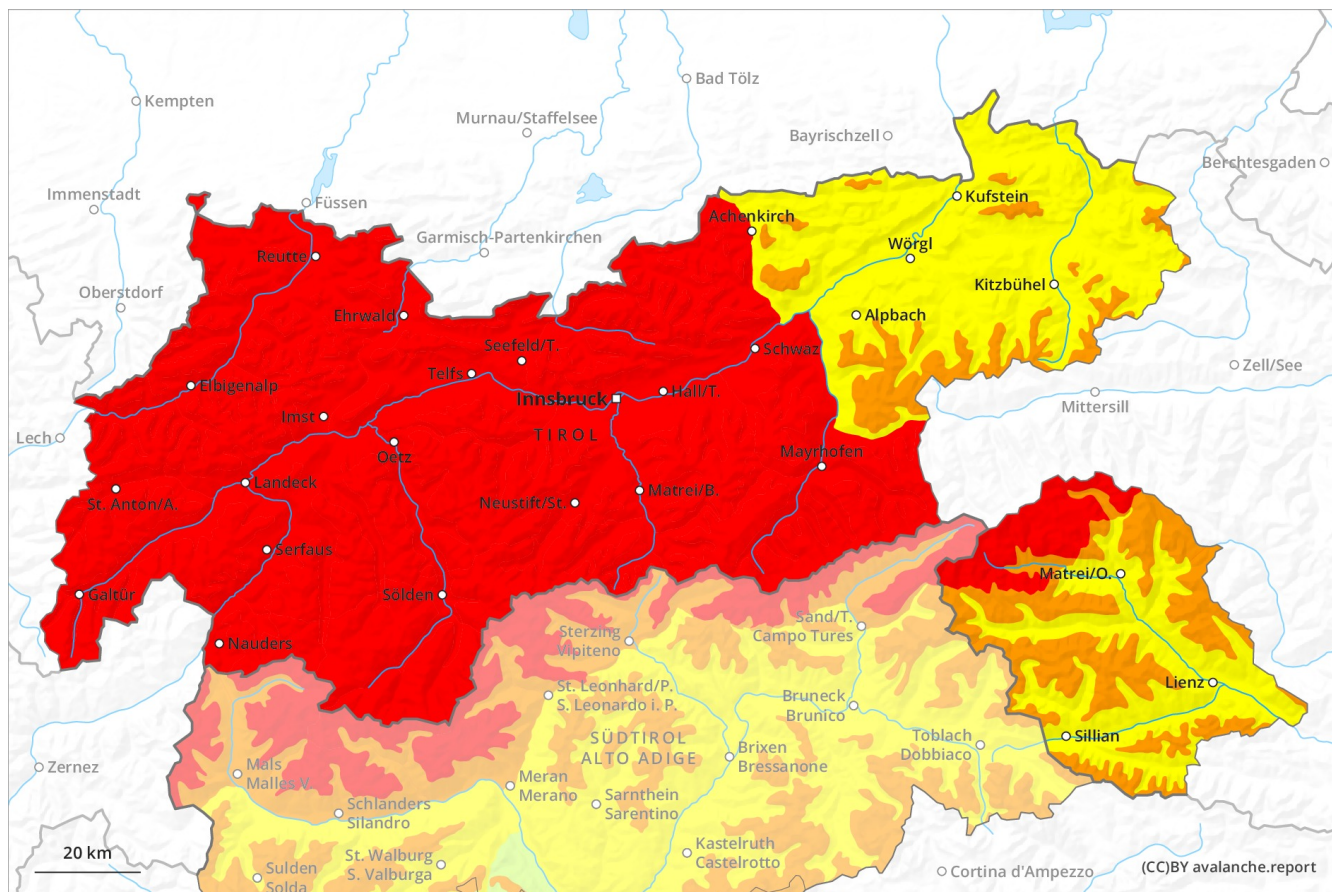 Bad Tölz
Kempten
Murnau/Staffelsee
Bayrischzell
Berchtesgaden
Immenstadt
Füssen
Kufstein
Achenkirch
Garmisch-Partenkirchen
Wörgl
Reutte
Kitzbühel
Oberstdorf
Ehrwald
Alpbach
Seefeld/T.
Schwaz
Zell/See
Telfs
Elbigenalp
Hall/T.
Innsbruck
Mittersill
Imst
TIROL
Lech
Oetz
Mayrhofen
Landeck
St. Anton/A.
Neustift/St.
Matrei/B.
Serfaus
Matrei/O.
Galtür
Sölden
Sand/T.
Campo Tures
Sterzing
Vipiteno
Nauders
Lienz
St. Leonhard/P.
S. Leonardo i. P.
Bruneck
Brunico
SÜDTIROL
ALTO ADIGE
Toblach
Dobbiaco
Sillian
Brixen
Bressanone
Zernez
Mals
Malles V.
Meran
Merano
Sarnthein
Sarentino
Schlanders
Silandro
Kastelruth
Castelrotto
20 km
St. Walburg
S. Valburga
Sulden
Solda
Cortina d'Ampezzo
(CC)BY avalanche.report